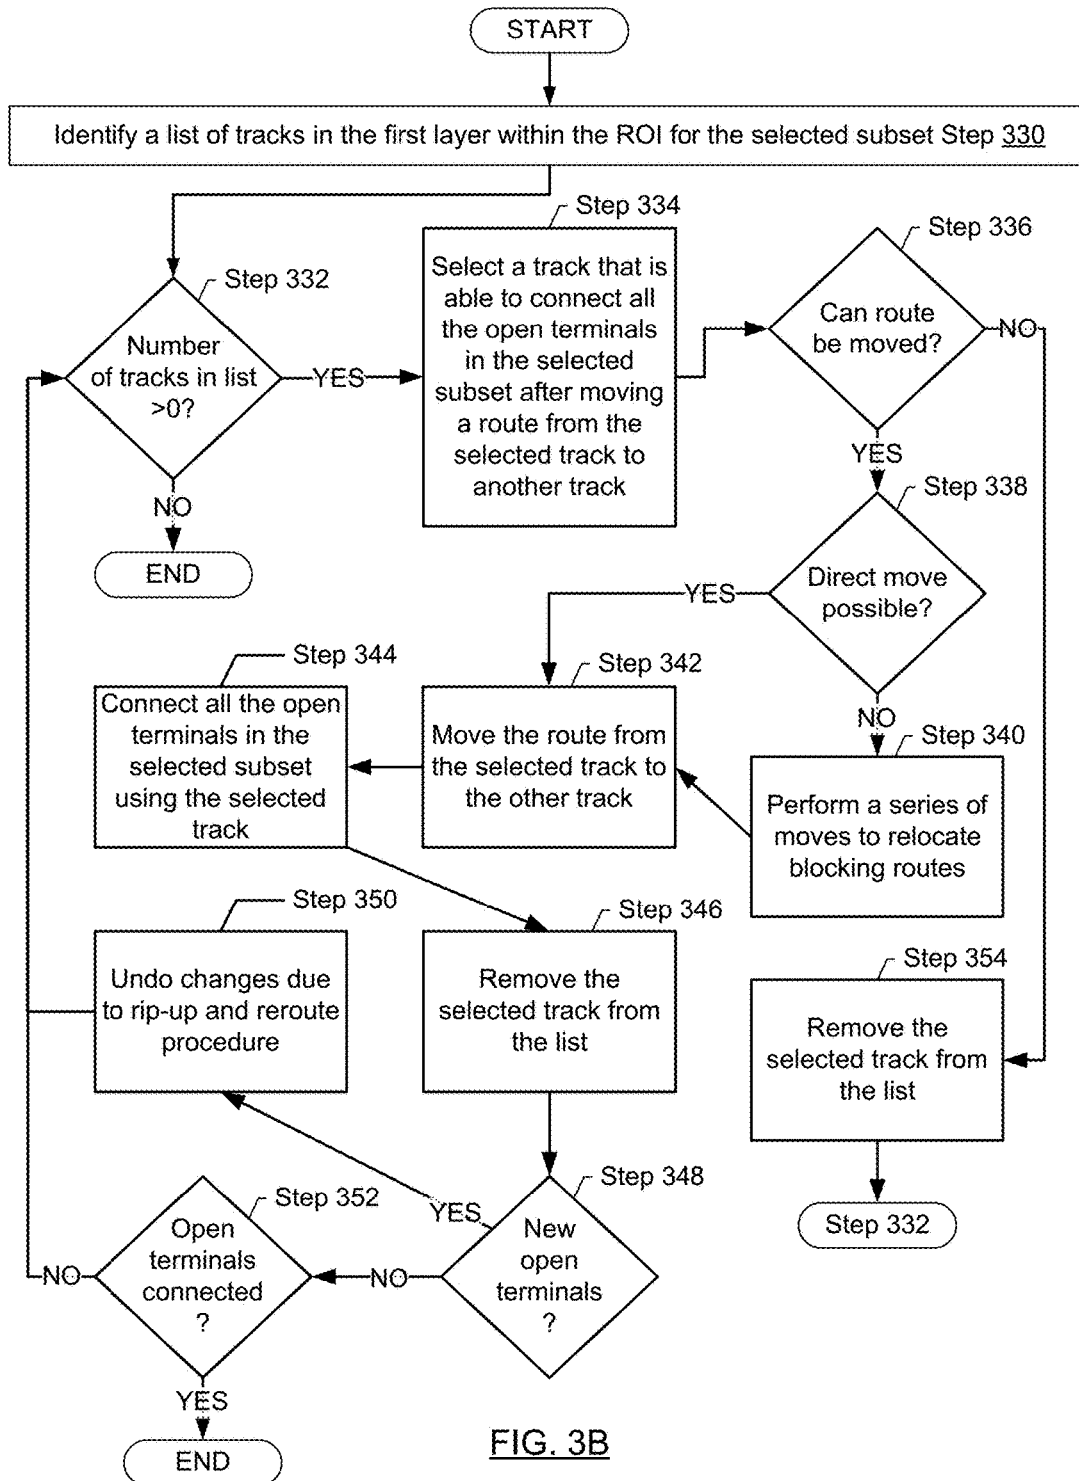 START
Identify a list of tracks in the first layer within the ROI for the selected subset Step 330
Step 332
Number
of tracks in list
>0?
YES
NO
END
Step 334
Select a track that is
able to connect all
the open terminals
in the selected
subset after moving
a route from the
selected track to
another track
Step 336
Can route
be moved?
NO
YES
Step 338
Direct move
possible?
YES
NO
Step 340
Perform a series of
moves to relocate
blocking routes
Step 342
Move the route from
the selected track to
the other track
Step 344
Connect all the open
terminals in the
selected subset
using the selected
track
Step 346
Remove the
selected track from
the list
Step 350
Undo changes due
to rip-up and reroute
procedure
Step 354
Remove the
selected track from
the list
Step 332
Step 348
New
open
terminals
?
YES
NO
Step 352
Open
terminals
connected
?
NO
YES
END
FIG. 3B